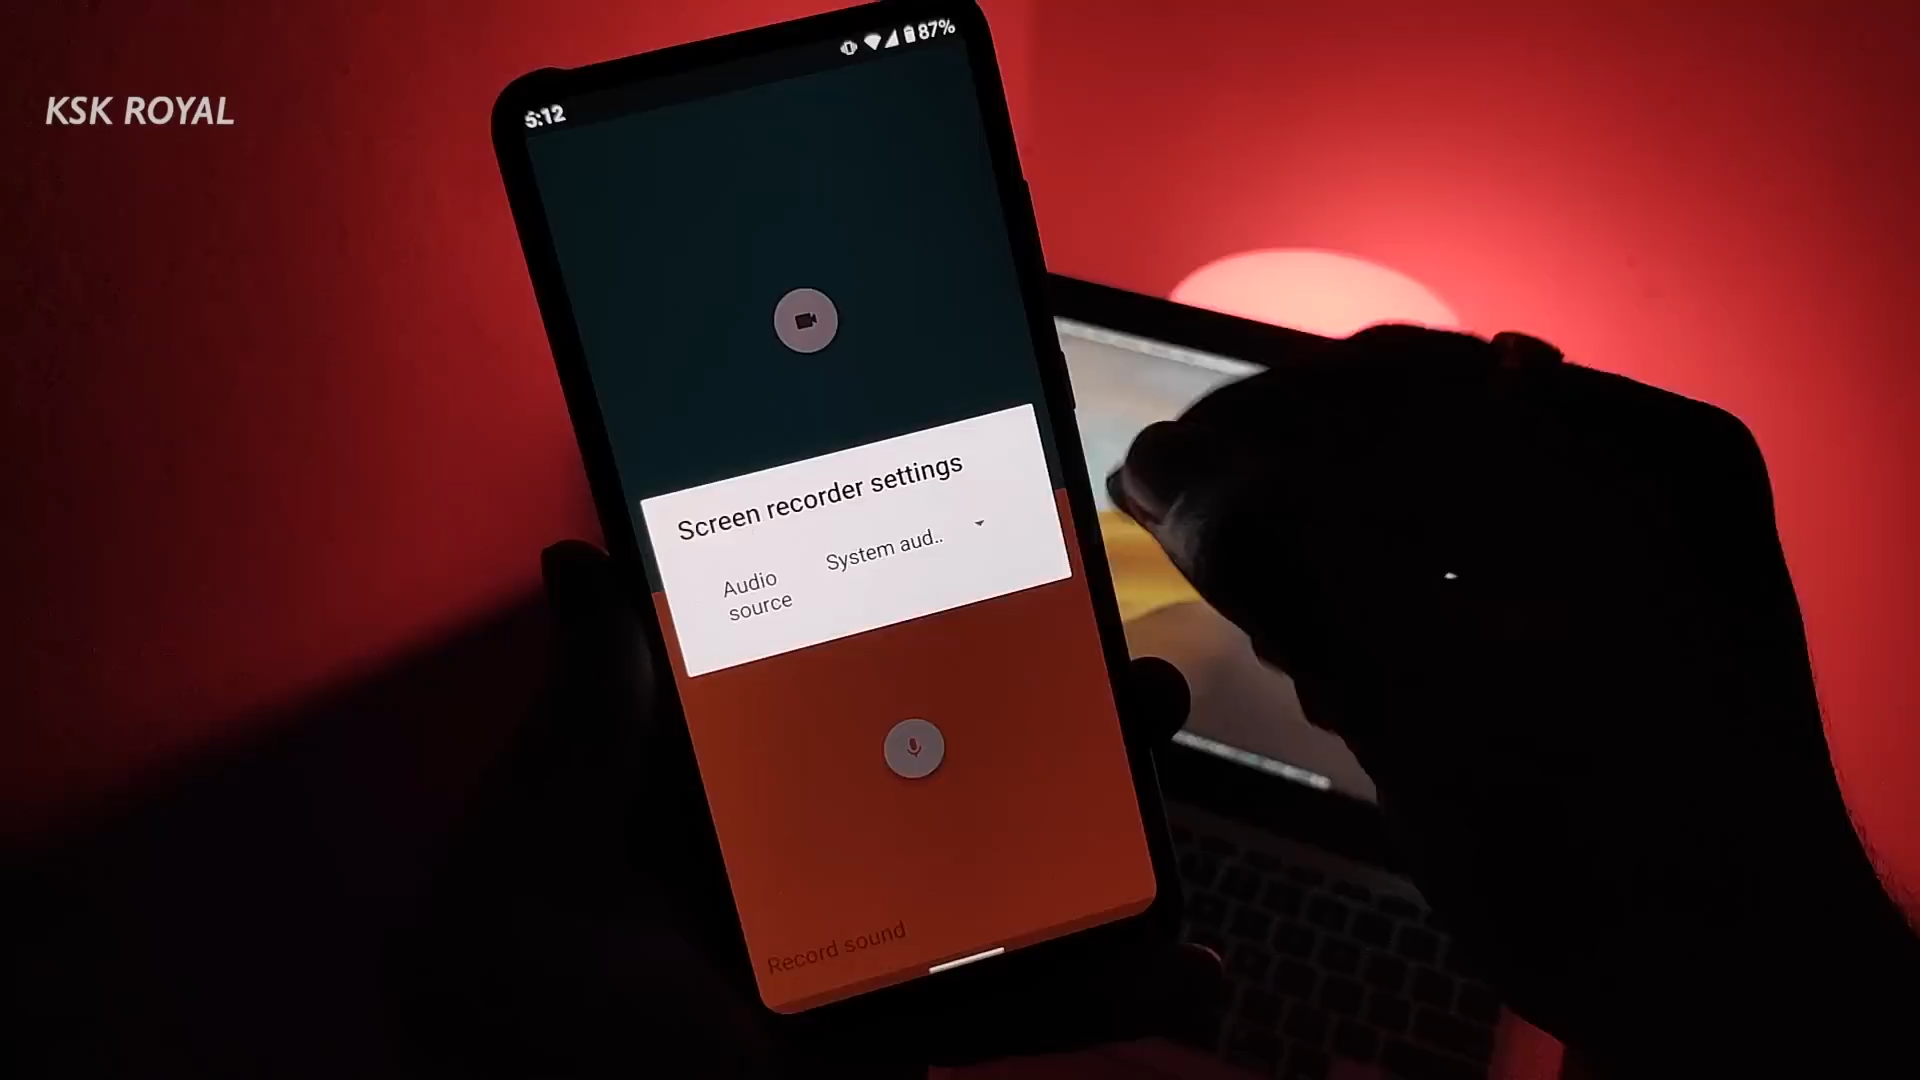 KSK ROYAL
5:12
87%
Screen recorder settings
Audio
source
System aud..
Record sound